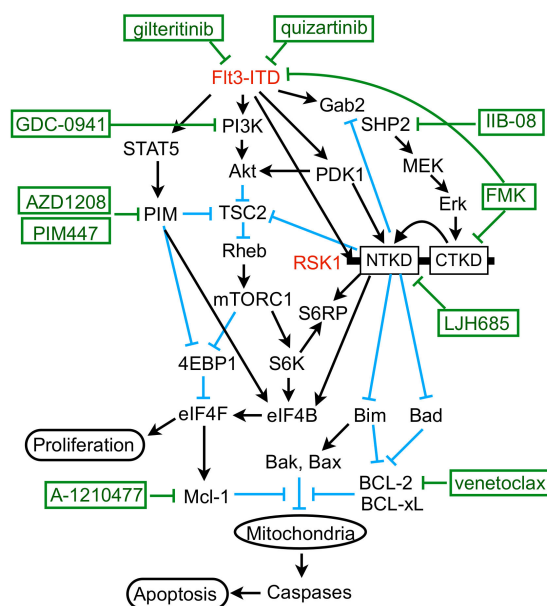 gilteritinib
quizartinib
Flt3-ITD
Gab2
GDC-0941
PI3K
SHP2
IIB-08
STAT5
MEK
Akt
PDK1
AZD1208
Erk
FMK
PIM
TSC2
PIM447
Rheb
RSK1
NTKD
CTKD
mTORC1
S6RP
LJH685
4EBP1
S6K
eIF4F
eIF4B
Bim
Bad
Proliferation
Bak, Bax
A-1210477
Mcl-1
BCL-2
venetoclax
BCL-xL
Mitochondria
Apoptosis
Caspases